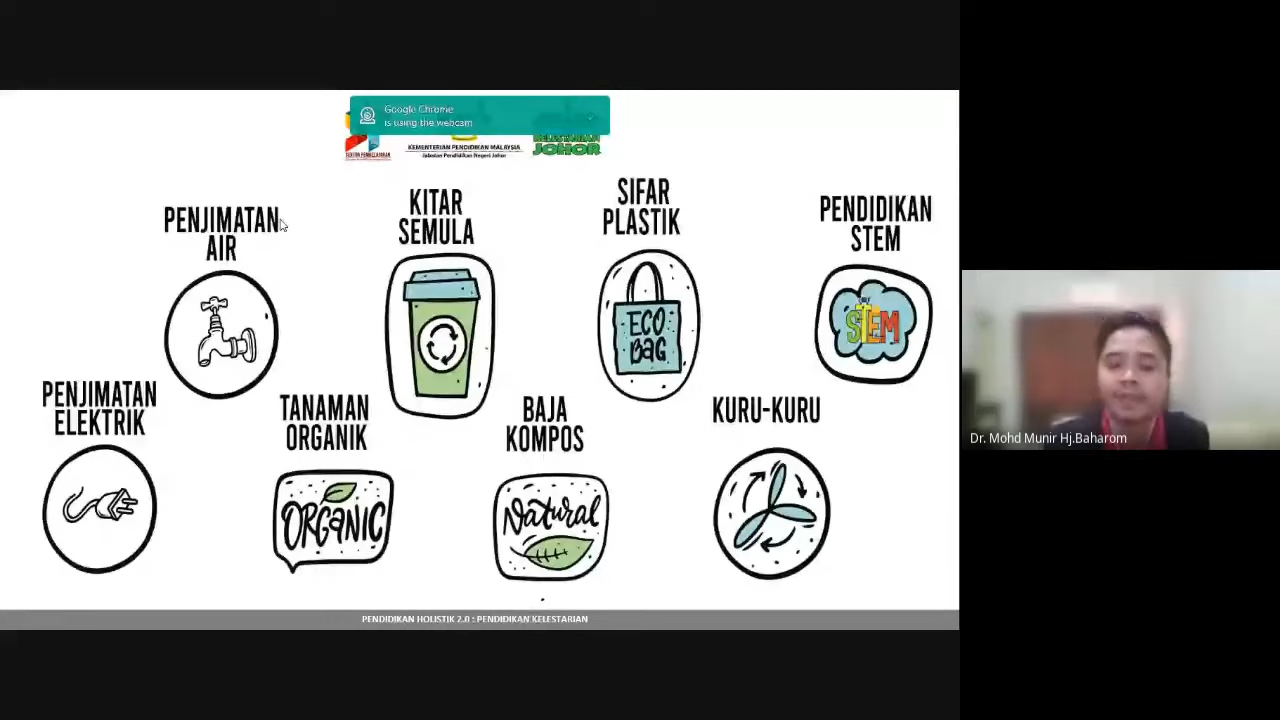 Google Chrome
is using the webcam
KEMENTERIAN PENDIDIKAN MALAYSIA
Jabatan Pendidikan Negeri Johor
JOHOR
PENJIMATAN
AIR
KITAR
SEMULA
SIFAR
PLASTIK
ECO
BAG
PENDIDIKAN
STEM
STEM
PENJIMATAN
ELEKTRIK
TANAMAN
ORGANIK
ORGANIC
BAJA
KOMPOS
Natural
KURU-KURU
Dr. Mohd Munir Hj.Baharom
PENDIDIKAN HOLISTIK 2.0 : PENDIDIKAN KELESTARIAN